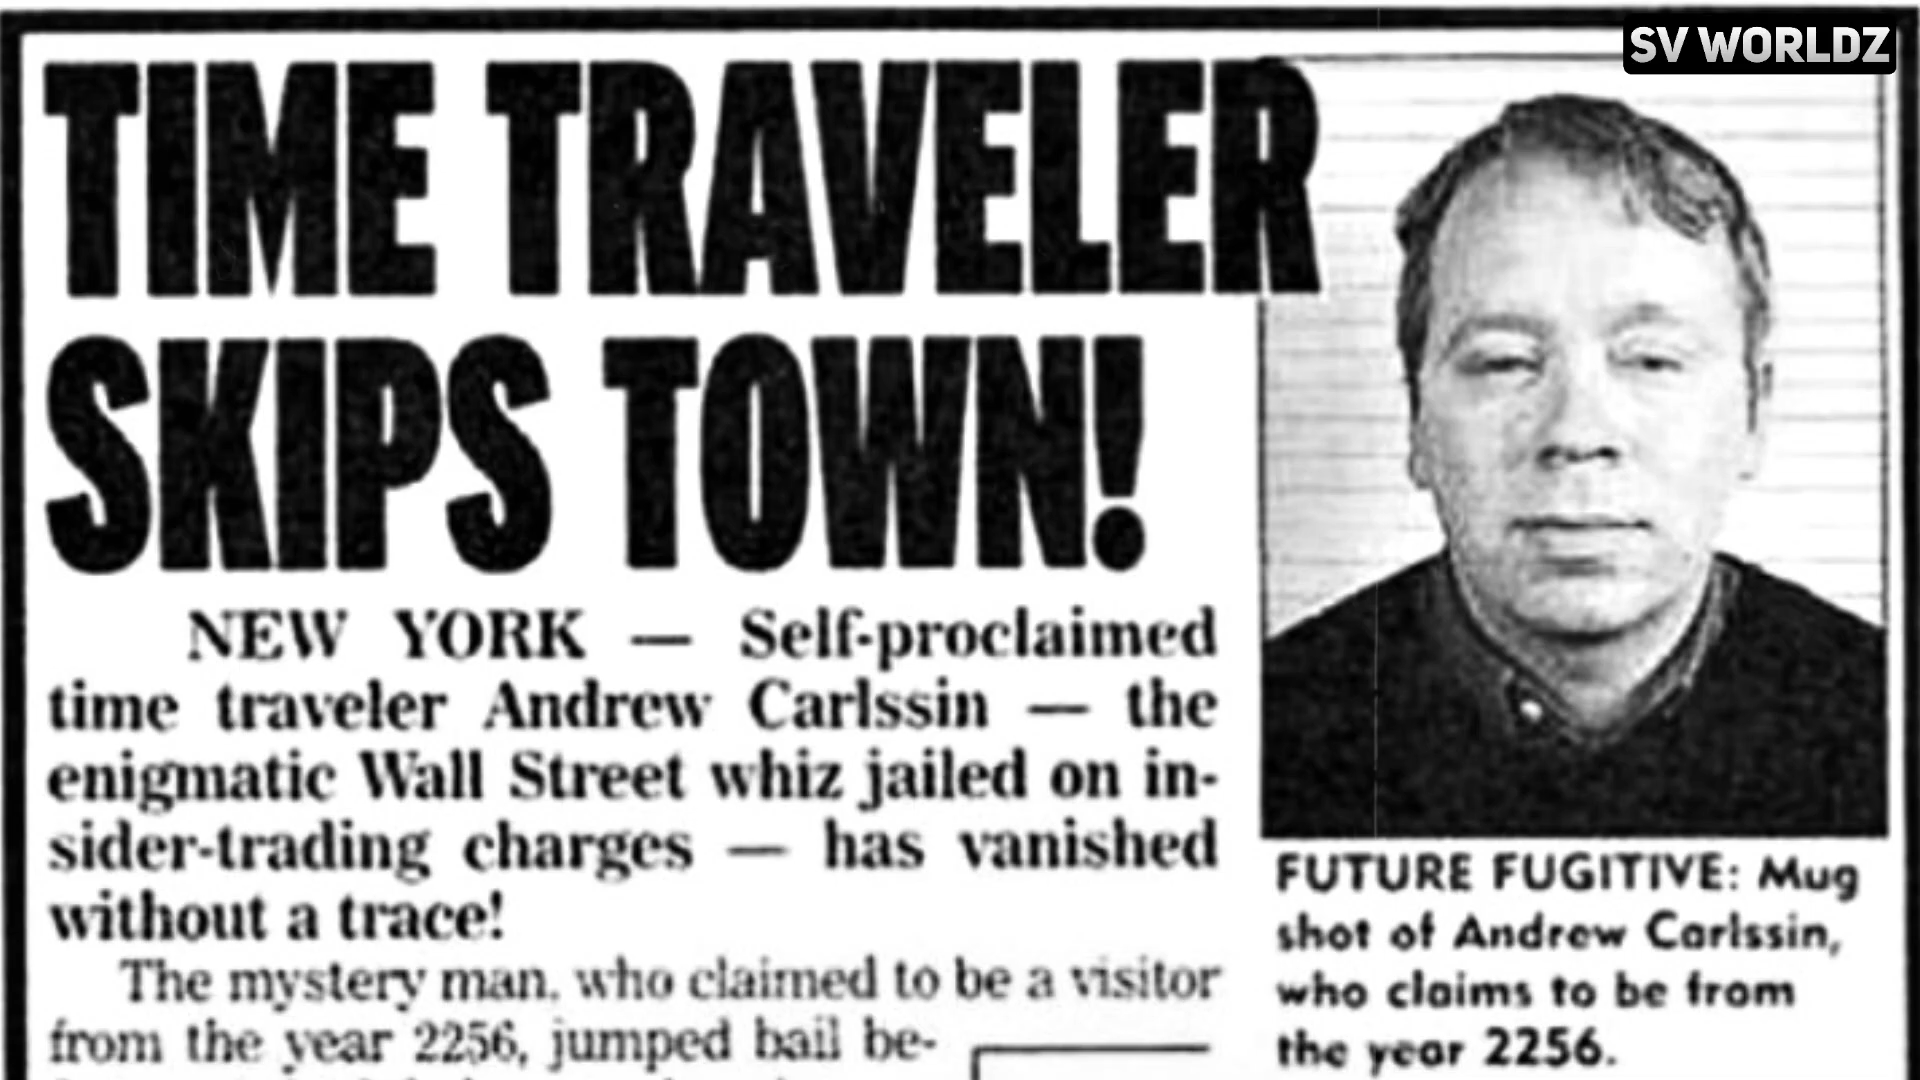 SV WORLDZ
TIME TRAVELER
SKIPS TOWN!
NEW YORK — Self-proclaimed
time traveler Andrew Carlssin — the
enigmatic Wall Street whiz jailed on in-
sider-trading charges — has vanished
without a trace!
The mystery man, who claimed to be a visitor
from the year 2256, jumped bail be-
FUTURE FUGITIVE: Mug
shot of Andrew Carlssin,
who claims to be from
the year 2256.